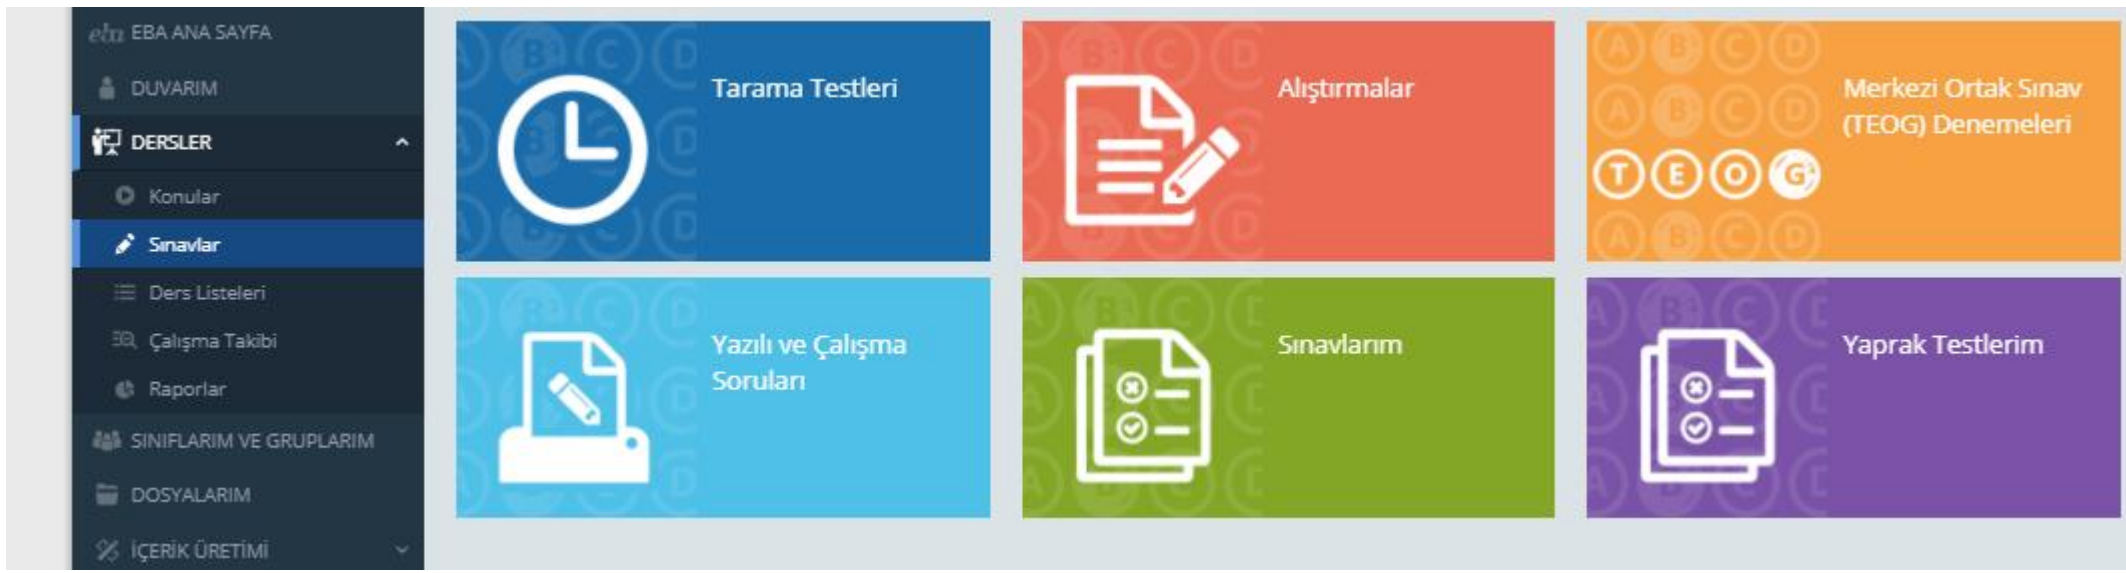 eba EBA ANA SAYFA
DUVARIM
DERSLER
Konular
Sınavlar
Ders Listeleri
Çalışma Takibi
Raporlar
SINIFLARIM VE GRUPLARIM
DOSYALARIM
İÇERİK ÜRETİMİ
A B C D
Tarama Testleri
A B C D
Alıştırmalar
A B C D
A B C D
T E O G
A B C D
Merkezi Ortak Sınav
(TEOG) Denemeleri
A B C D
Yazılı ve Çalışma
Soruları
A B C D
Sınavlarım
A B C D
Yaprak Testlerim